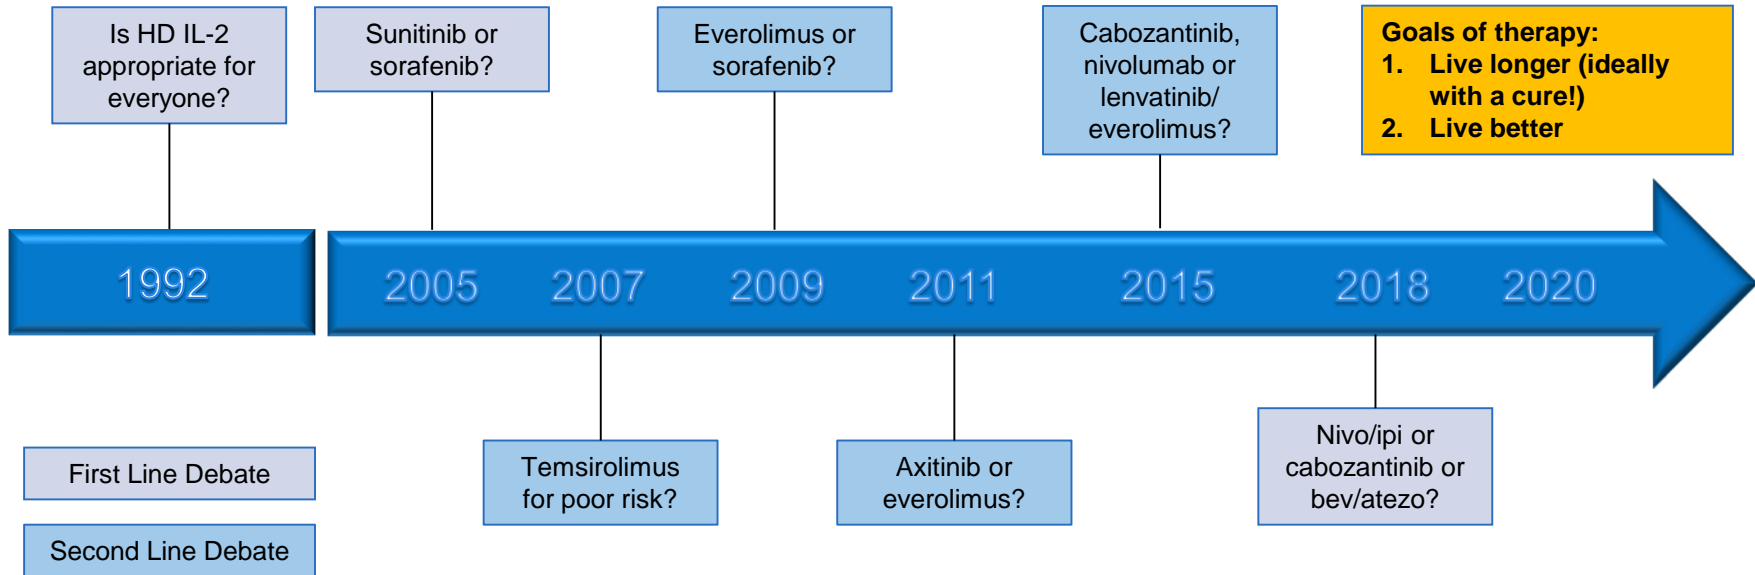 Is HD IL-2
appropriate for
everyone?
Sunitinib or
sorafenib?
Everolimus or
sorafenib?
Cabozantinib,
nivolumab or
lenvatinib/
everolimus?
Goals of therapy:
1. Live longer (ideally
with a cure!)
2. Live better
1992
2005
2007
2009
2011
2015
2018
2020
Temsirolimus
for poor risk?
Axitinib or
everolimus?
Nivo/ipi or
cabozantinib or
bev/atezo?
First Line Debate
Second Line Debate